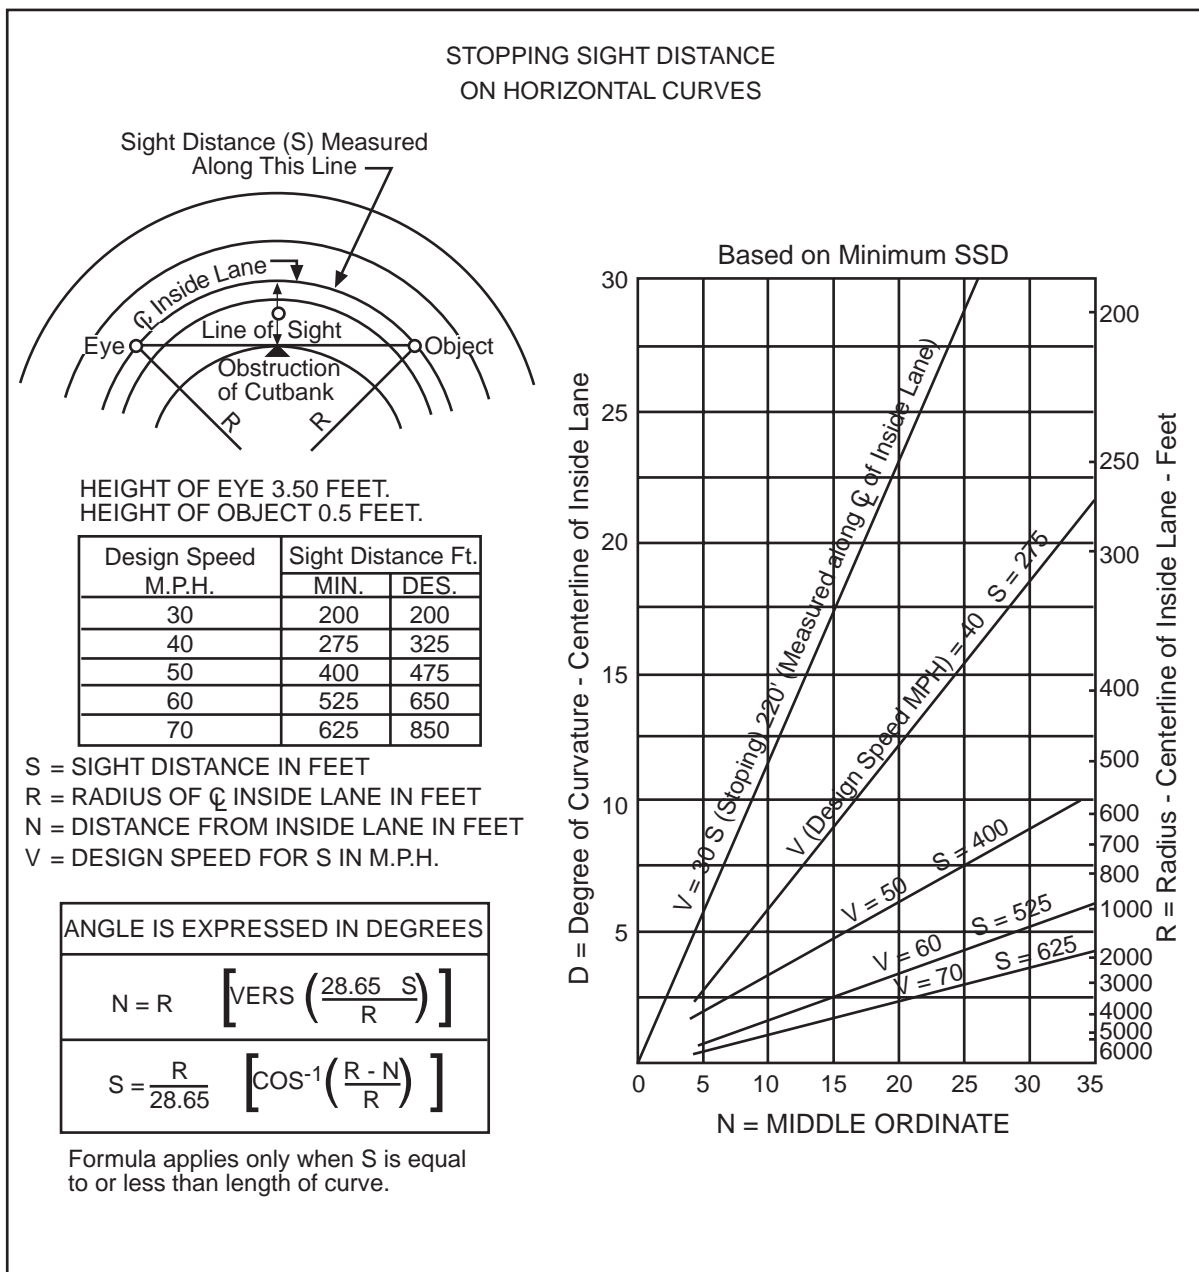 STOPPING SIGHT DISTANCE
ON HORIZONTAL CURVES
Sight Distance (S) Measured
Along This Line
℄ Inside Lane
Line of Sight
Eye
Object
Obstruction
of Cutbank
R
R
HEIGHT OF EYE 3.50 FEET.
HEIGHT OF OBJECT 0.5 FEET.
Design Speed Sight Distance Ft.
M.P.H. MIN. DES.
30 200 200
40 275 325
50 400 475
60 525 650
70 625 850
S = SIGHT DISTANCE IN FEET
R = RADIUS OF ℄ INSIDE LANE IN FEET
N = DISTANCE FROM INSIDE LANE IN FEET
V = DESIGN SPEED FOR S IN M.P.H.
ANGLE IS EXPRESSED IN DEGREES
N = R [VERS (28.65 S / R)]
S = R / 28.65 [COS-1 (R - N / R)]
Formula applies only when S is equal
to or less than length of curve.
Based on Minimum SSD
D = Degree of Curvature - Centerline of Inside Lane
30
25
20
15
10
5
0 5 10 15 20 25 30 35
N = MIDDLE ORDINATE
200
250
300
400
500
600
700
800
1000
2000
3000
4000
5000
6000
R = Radius - Centerline of Inside Lane - Feet
V = 30 S (Stoping) 220' (Measured along ℄ of Inside Lane)
V (Design Speed MPH) = 40 S = 275
V = 50 S = 400
V = 60 S = 525
V = 70 S = 625